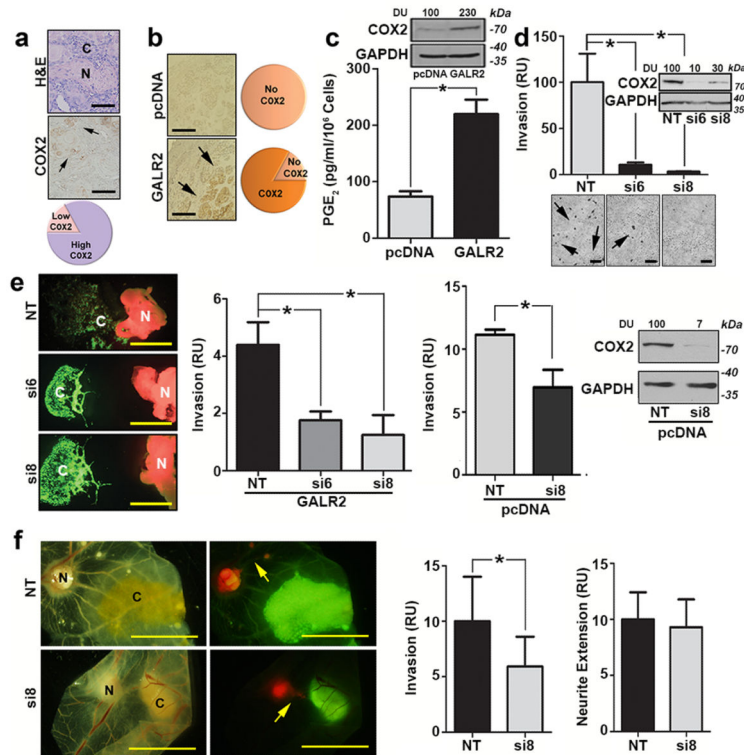 a
H&E
C
N
COX2
Low
COX2
High
COX2
b
pcDNA
No
COX2
GALR2
No
COX2
COX2
c
DU 100 230 kDa
COX2 -70
GAPDH -40
-35
pcDNA GALR2
*
PGE2 (pg/ml/10^6 Cells)
300
200
100
0
pcDNA GALR2
d
Invasion (RU)
150
100
50
0
*
*
DU 100 10 30 kDa
COX2 70
GAPDH 40
35
NT si6 si8
NT si6 si8
e
NT
C
N
si6
C
N
si8
C
N
Invasion (RU)
6
4
2
0
*
*
NT si6 si8
GALR2
Invasion (RU)
15
10
5
0
*
NT si8
pcDNA
DU 100 7 kDa
COX2 -70
GAPDH -40
-35
NT si8
pcDNA
f
NT
N
C
si8
N
C
Invasion (RU)
15
10
5
0
*
NT si8
Neurite Extension (RU)
15
10
5
0
NT si8